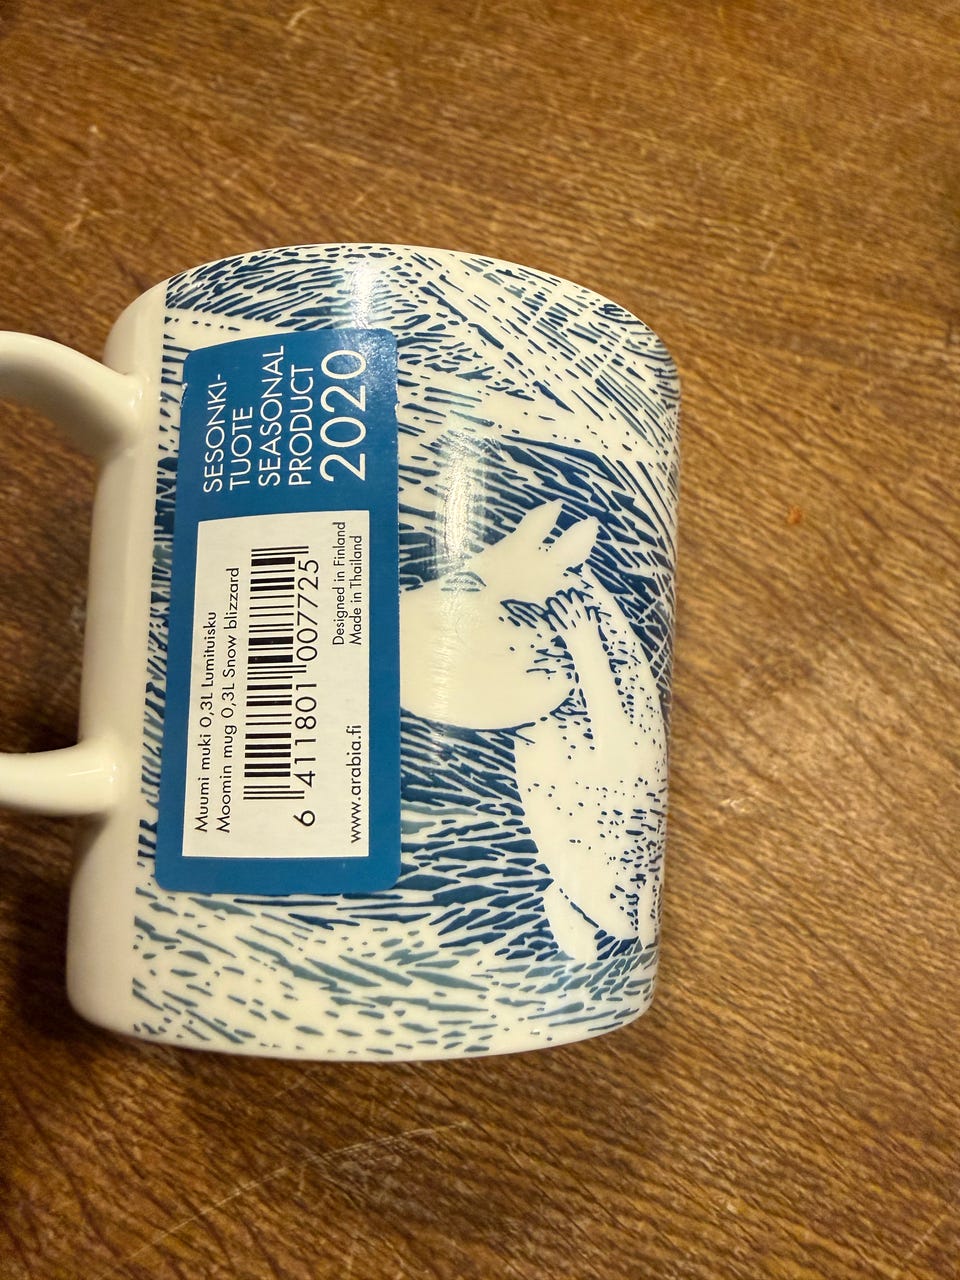 SESONKI-
TUOTE
SEASONAL
PRODUCT
2020
Muumi muki 0,3L Lumituisku
Moomin mug 0,3L Snow blizzard
6 411801 007725
Designed in Finland
Made in Thailand
www.arabia.fi